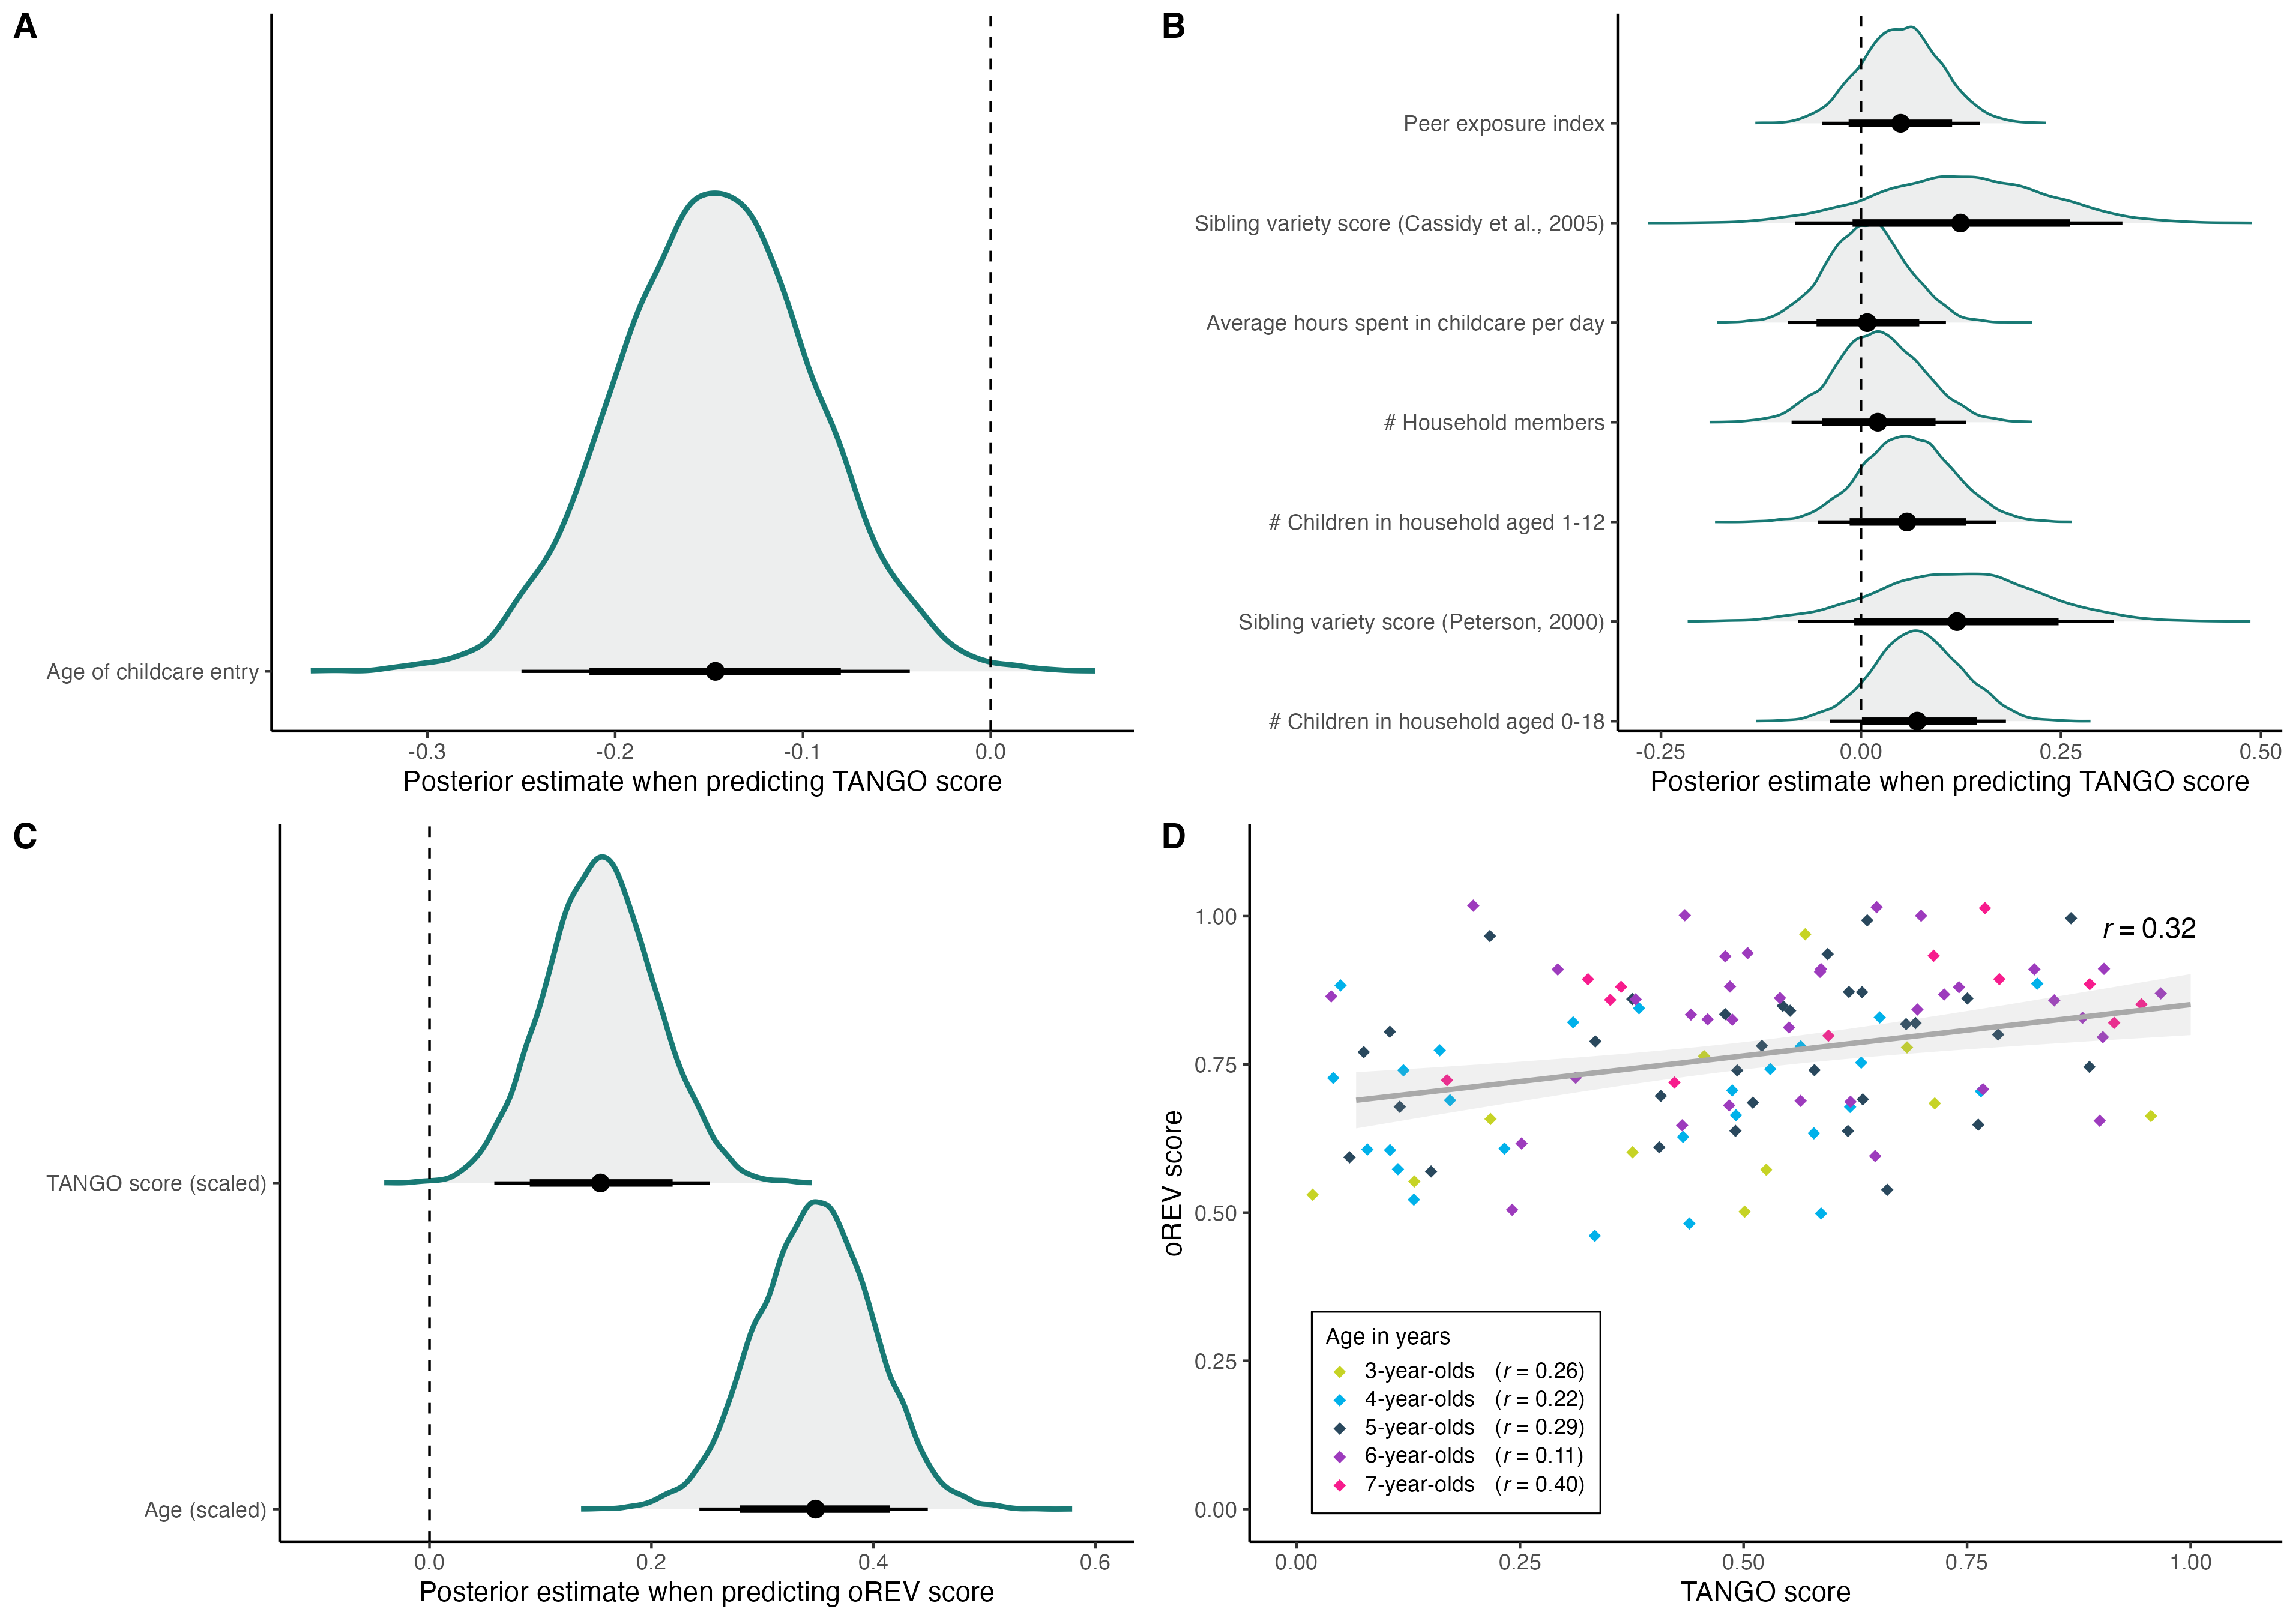 A
Age of childcare entry
-0.3 -0.2 -0.1 0.0
Posterior estimate when predicting TANGO score
B
Peer exposure index
Sibling variety score (Cassidy et al., 2005)
Average hours spent in childcare per day
# Household members
# Children in household aged 1-12
Sibling variety score (Peterson, 2000)
# Children in household aged 0-18
-0.25 0.00 0.25 0.50
Posterior estimate when predicting TANGO score
C
TANGO score (scaled)
Age (scaled)
0.0 0.2 0.4 0.6
Posterior estimate when predicting oREV score
D
oREV score
1.00
0.75
0.50
0.25
0.00
r = 0.32
Age in years
3-year-olds (r = 0.26)
4-year-olds (r = 0.22)
5-year-olds (r = 0.29)
6-year-olds (r = 0.11)
7-year-olds (r = 0.40)
0.00 0.25 0.50 0.75 1.00
TANGO score